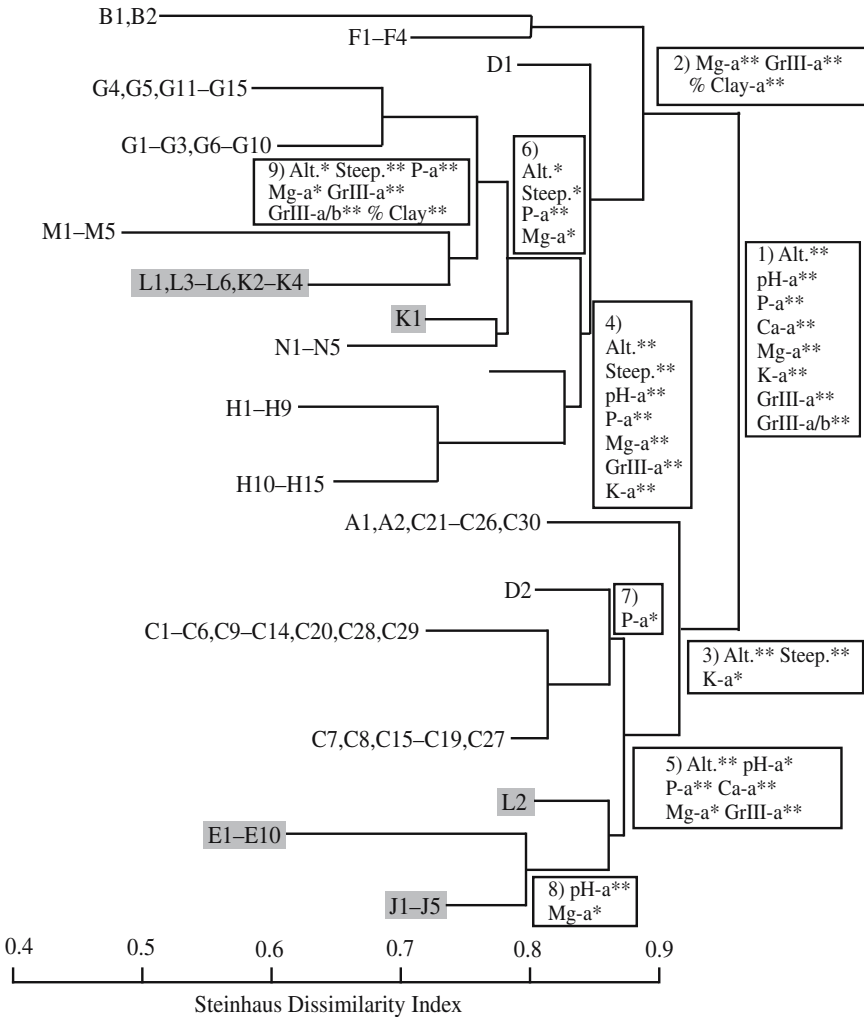 B1,B2
F1–F4
D1
G4,G5,G11–G15
G1–G3,G6–G10
M1–M5
L1,L3–L6,K2–K4
K1
N1–N5
H1–H9
H10–H15
A1,A2,C21–C26,C30
D2
C1–C6,C9–C14,C20,C28,C29
C7,C8,C15–C19,C27
L2
E1–E10
J1–J5
2) Mg-a** GrIII-a**
% Clay-a**
6)
Alt.*
Steep.*
P-a**
Mg-a*
9) Alt.* Steep.** P-a**
Mg-a* GrIII-a**
GrIII-a/b** % Clay**
1) Alt.**
pH-a**
P-a**
Ca-a**
Mg-a**
K-a**
GrIII-a**
GrIII-a/b**
4)
Alt.**
Steep.**
pH-a**
P-a**
Mg-a**
GrIII-a**
K-a**
7)
P-a*
3) Alt.** Steep.**
K-a*
5) Alt.** pH-a*
P-a** Ca-a**
Mg-a* GrIII-a**
8) pH-a**
Mg-a*
0.4 0.5 0.6 0.7 0.8 0.9
Steinhaus Dissimilarity Index